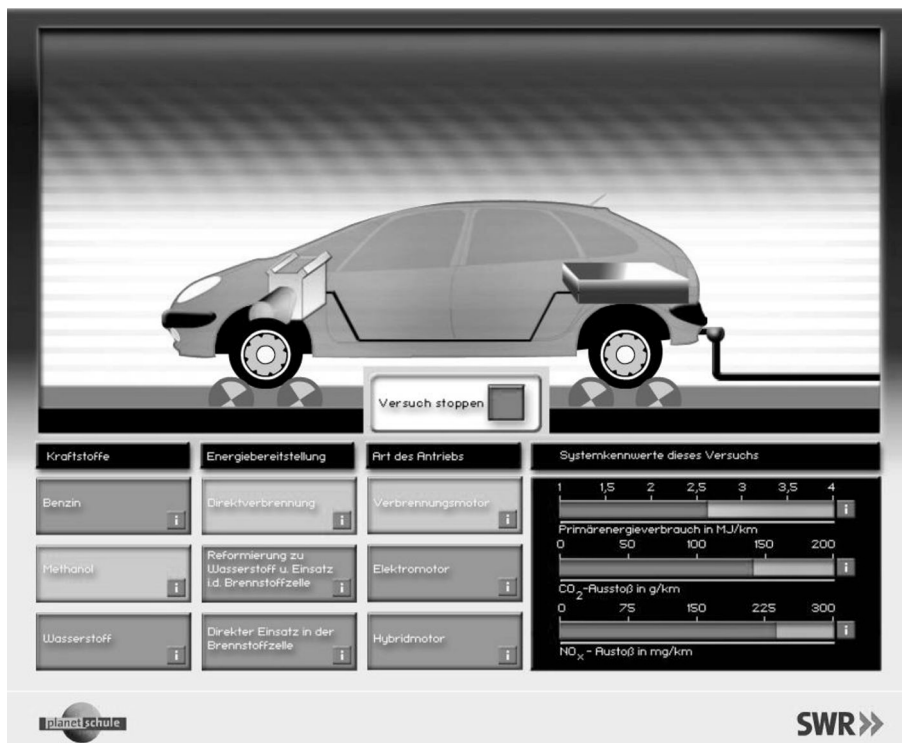 Versuch stoppen
Kraftstoffe
Energiebereitstellung
Art des Antriebs
Systemkennwerte dieses Versuchs
Benzin
i
Direktverbrennung
i
Verbrennungsmotor
i
Methanol
i
Reformierung zu
Wasserstoff u. Einsatz
i.d. Brennstoffzelle
i
Elektromotor
i
Wasserstoff
i
Direkter Einsatz in der
Brennstoffzelle
i
Hybridmotor
i
1 1,5 2 2,5 3 3,5 4
i
Primärenergieverbrauch in MJ/km
0 50 100 150 200
i
CO₂-Ausstoß in g/km
0 75 150 225 300
i
NOₓ - Austoß in mg/km
planet schule
SWR